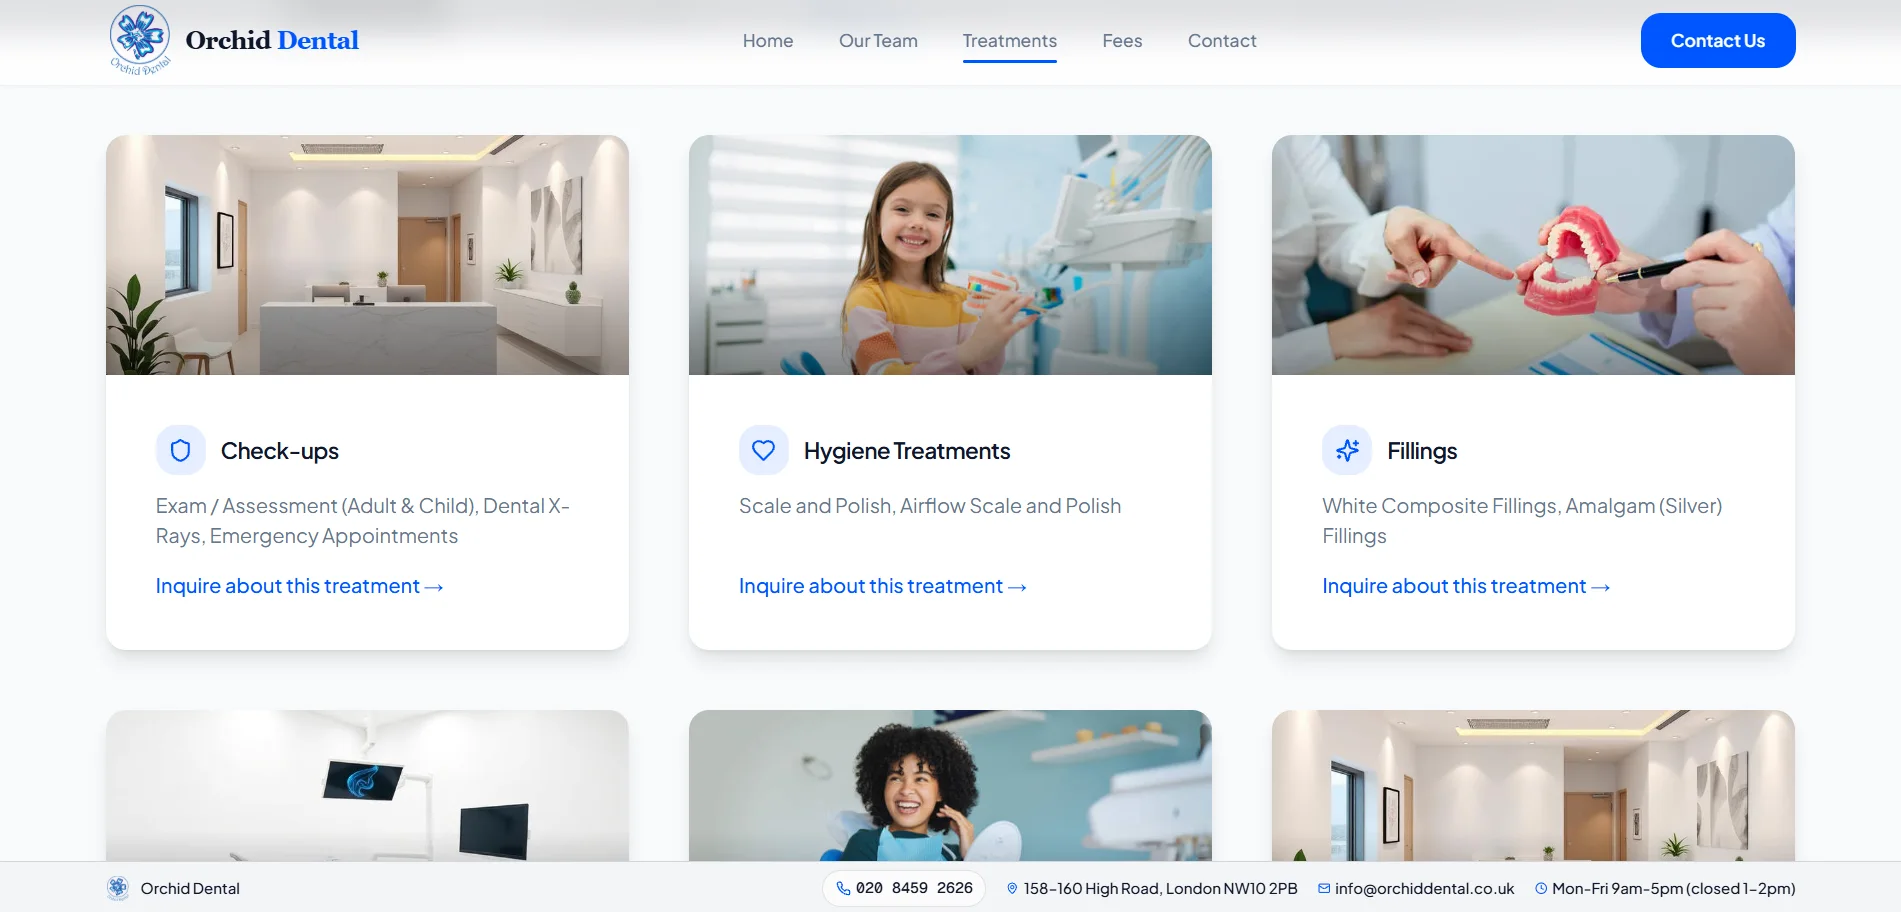 Orchid Dental
Orchid Dental
Home
Our Team
Treatments
Fees
Contact
Contact Us
Check-ups
Exam / Assessment (Adult & Child), Dental X-
Rays, Emergency Appointments
Inquire about this treatment →
Hygiene Treatments
Scale and Polish, Airflow Scale and Polish
Inquire about this treatment →
Fillings
White Composite Fillings, Amalgam (Silver)
Fillings
Inquire about this treatment →
Orchid Dental
020 8459 2626
158-160 High Road, London NW10 2PB
info@orchiddental.co.uk
Mon-Fri 9am-5pm (closed 1-2pm)